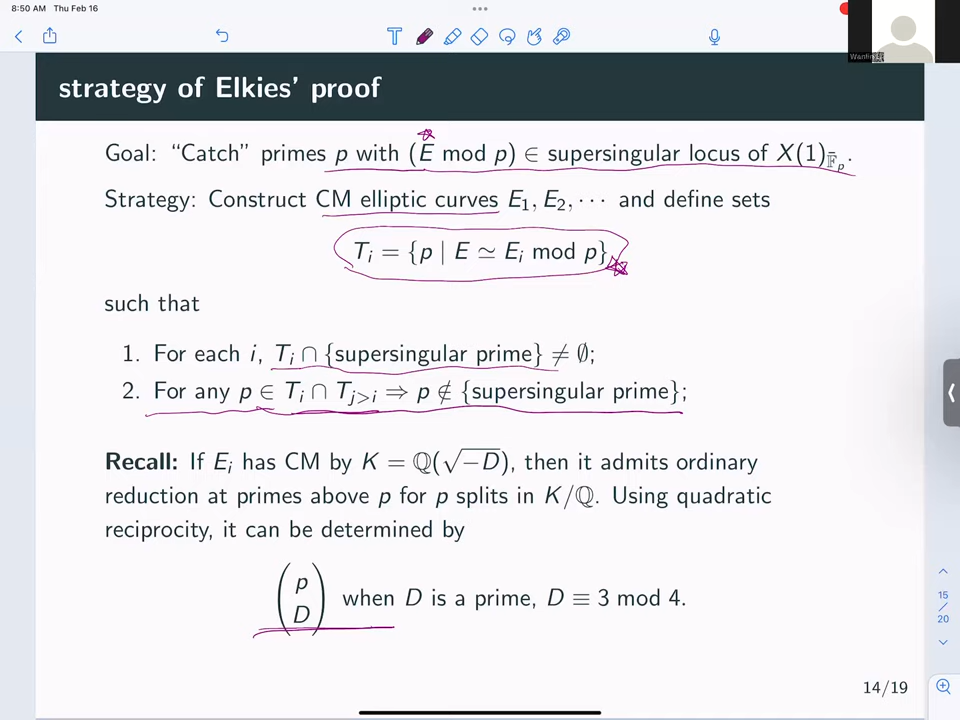 8:50 AM Thu Feb 16
strategy of Elkies' proof
Goal: "Catch" primes p with (E mod p) ∈ supersingular locus of X(1)_{𝔽̄_p}.
Strategy: Construct CM elliptic curves E₁, E₂, ⋯ and define sets
T_i = {p | E ≃ E_i mod p}
such that
1. For each i, T_i ∩ {supersingular prime} ≠ ∅;
2. For any p ∈ T_i ∩ T_{j>i} ⇒ p ∉ {supersingular prime};
Recall: If E_i has CM by K = ℚ(√−D), then it admits ordinary
reduction at primes above p for p splits in K/ℚ. Using quadratic
reciprocity, it can be determined by
(p D) when D is a prime, D ≡ 3 mod 4.
14/19
15
/
20